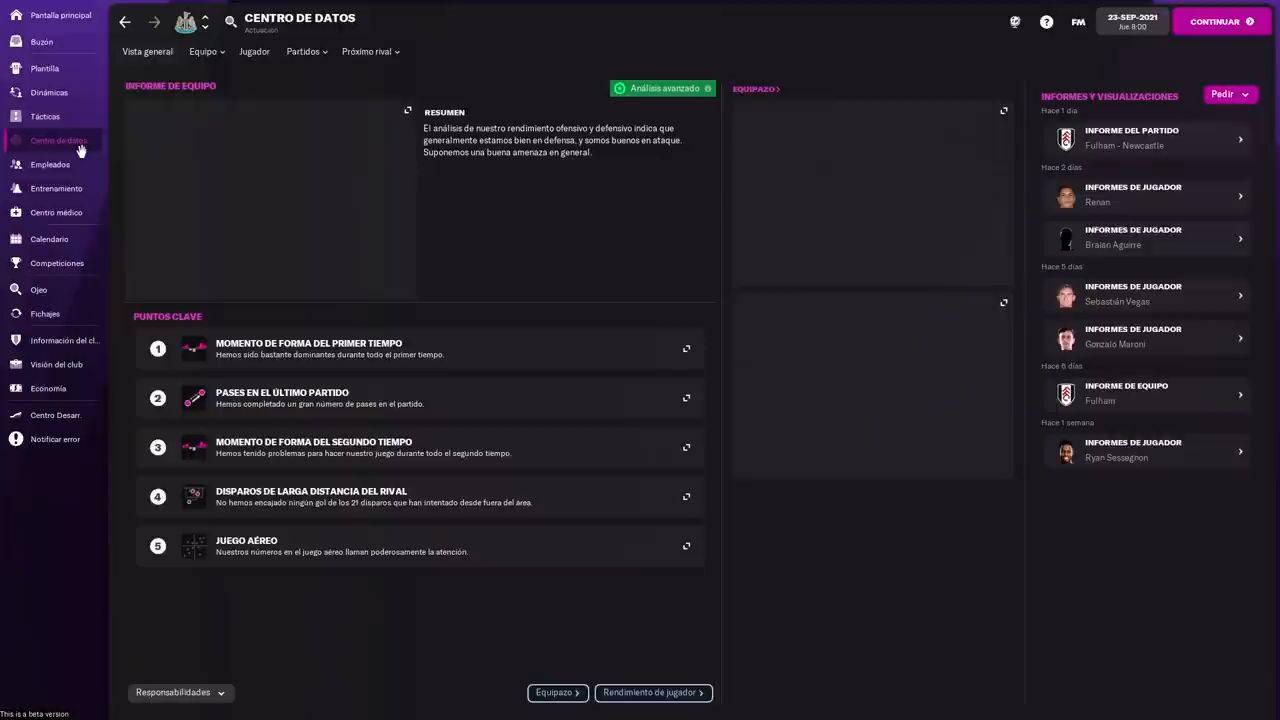 Pantalla principal
Buzón
Plantilla
Dinámicas
Tácticas
Centro de datos
Empleados
Entrenamiento
Centro médico
Calendario
Competiciones
Ojeo
Fichajes
Información del cl...
Visión del club
Economía
Centro Desarr.
Notificar error
This is a beta version
CENTRO DE DATOS
Actuación
FM
23-SEP-2021
Jue 8:00
CONTINUAR
Vista general
Equipo
Jugador
Partidos
Próximo rival
INFORME DE EQUIPO
Análisis avanzado
RESUMEN
El análisis de nuestro rendimiento ofensivo y defensivo indica que
generalmente estamos bien en defensa, y somos buenos en ataque.
Suponemos una buena amenaza en general.
PUNTOS CLAVE
1
MOMENTO DE FORMA DEL PRIMER TIEMPO
Hemos sido bastante dominantes durante todo el primer tiempo.
2
PASES EN EL ÚLTIMO PARTIDO
Hemos completado un gran número de pases en el partido.
3
MOMENTO DE FORMA DEL SEGUNDO TIEMPO
Hemos tenido problemas para hacer nuestro juego durante todo el segundo tiempo.
4
DISPAROS DE LARGA DISTANCIA DEL RIVAL
No hemos encajado ningún gol de los 21 disparos que han intentado desde fuera del área.
5
JUEGO AÉREO
Nuestros números en el juego aéreo llaman poderosamente la atención.
Responsabilidades
Equipazo
Rendimiento de jugador
EQUIPAZO
INFORMES Y VISUALIZACIONES
Pedir
Hace 1 día
INFORME DEL PARTIDO
Fulham - Newcastle
Hace 2 días
INFORMES DE JUGADOR
Renan
INFORMES DE JUGADOR
Braian Aguirre
Hace 5 días
INFORMES DE JUGADOR
Sebastián Vegas
INFORMES DE JUGADOR
Gonzalo Maroni
Hace 6 días
INFORME DE EQUIPO
Fulham
Hace 1 semana
INFORMES DE JUGADOR
Ryan Sessegnon